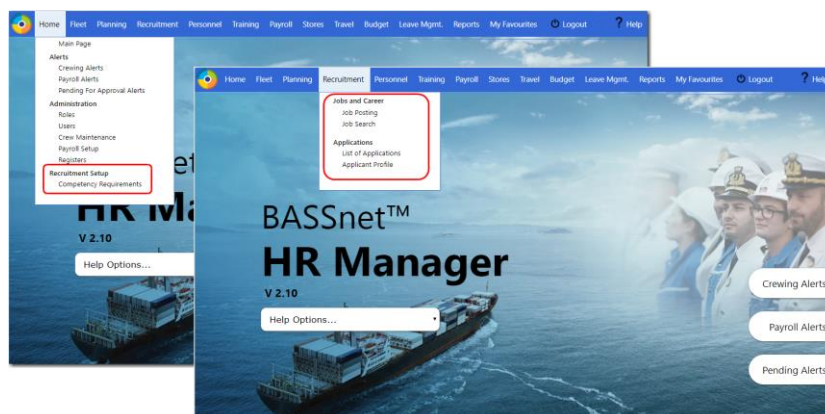 Home Fleet Planning Recruitment Personnel Training Payroll Stores Travel Budget Leave Mgmt. Reports My Favourites Logout ? Help
Main Page
Alerts
Crewing Alerts
Payroll Alerts
Pending For Approval Alerts
Administration
Roles
Users
Crew Maintenance
Payroll Setup
Registers
Recruitment Setup
Competency Requirements
V 2.10
Help Options...
Home Fleet Planning Recruitment Personnel Training Payroll Stores Travel Budget Leave Mgmt. Reports My Favourites Logout ? Help
Jobs and Career
Job Posting
Job Search
Applications
List of Applications
Applicant Profile
BASSnet™
HR Manager
V 2.10
Help Options...
Crewing Alerts
Payroll Alerts
Pending Alerts